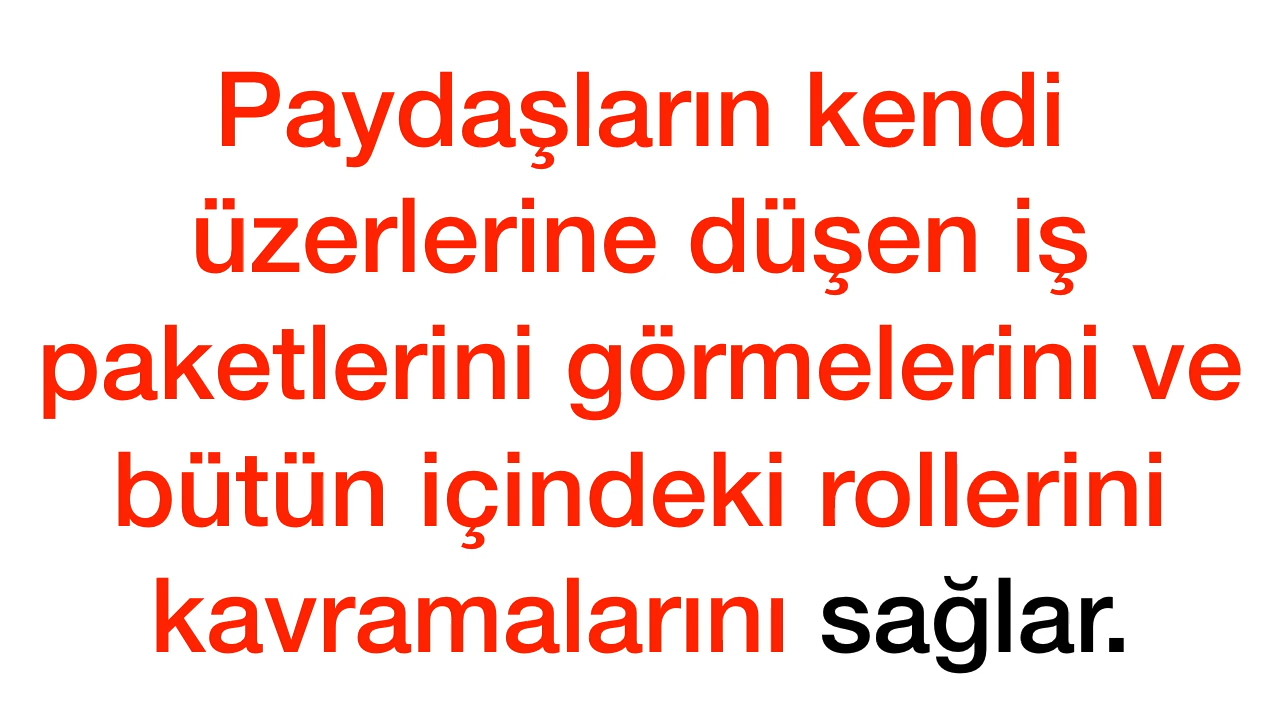 Paydaşların kendi
üzerlerine düşen iş
paketlerini görmelerini ve
bütün içindeki rollerini
kavramalarını sağlar.